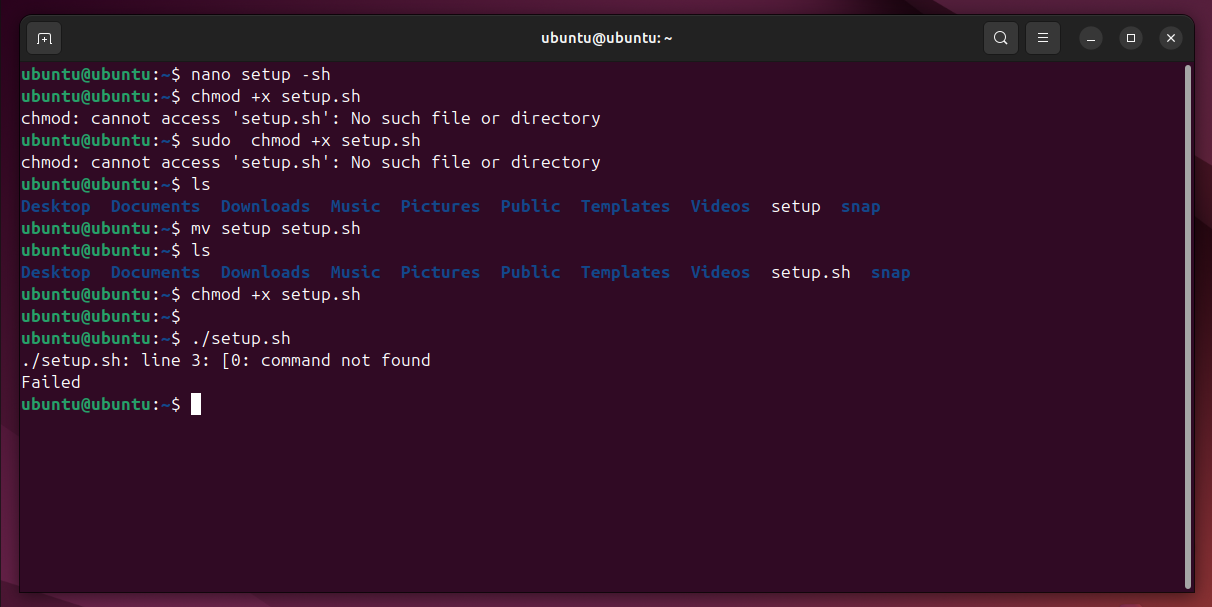 ubuntu@ubuntu: ~
ubuntu@ubuntu:~$ nano setup -sh
ubuntu@ubuntu:~$ chmod +x setup.sh
chmod: cannot access 'setup.sh': No such file or directory
ubuntu@ubuntu:~$ sudo  chmod +x setup.sh
chmod: cannot access 'setup.sh': No such file or directory
ubuntu@ubuntu:~$ ls
Desktop  Documents  Downloads  Music  Pictures  Public  Templates  Videos  setup  snap
ubuntu@ubuntu:~$ mv setup setup.sh
ubuntu@ubuntu:~$ ls
Desktop  Documents  Downloads  Music  Pictures  Public  Templates  Videos  setup.sh  snap
ubuntu@ubuntu:~$ chmod +x setup.sh
ubuntu@ubuntu:~$
ubuntu@ubuntu:~$ ./setup.sh
./setup.sh: line 3: [0: command not found
Failed
ubuntu@ubuntu:~$